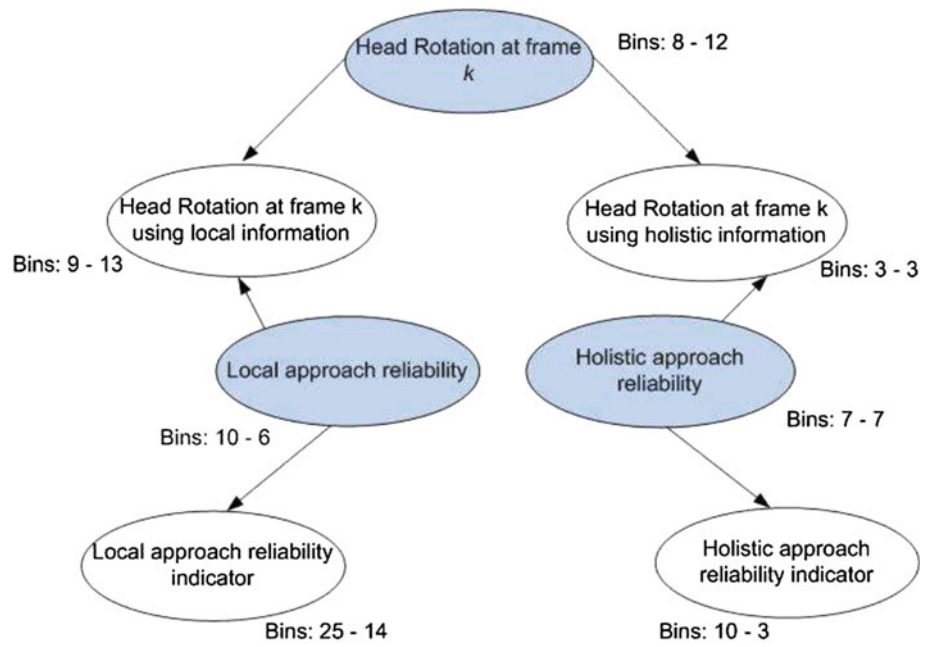 Head Rotation at frame
k
Bins: 8 - 12
Head Rotation at frame k
using local information
Bins: 9 - 13
Head Rotation at frame k
using holistic information
Bins: 3 - 3
Local approach reliability
Bins: 10 - 6
Holistic approach
reliability
Bins: 7 - 7
Local approach reliability
indicator
Bins: 25 - 14
Holistic approach
reliability indicator
Bins: 10 - 3